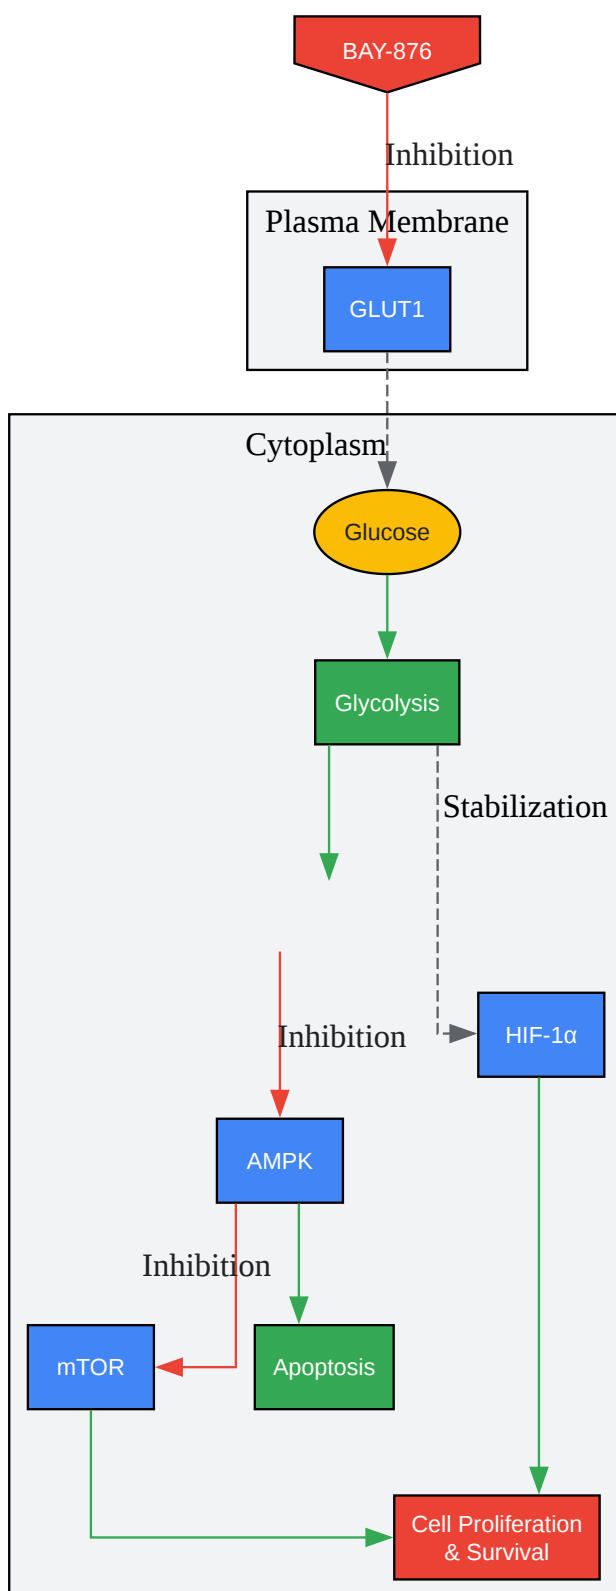 BAY-876
Inhibition
Plasma Membrane
GLUT1
Cytoplasm
Glucose
Glycolysis
Stabilization
HIF-1α
Inhibition
AMPK
Inhibition
mTOR
Apoptosis
Cell Proliferation
& Survival